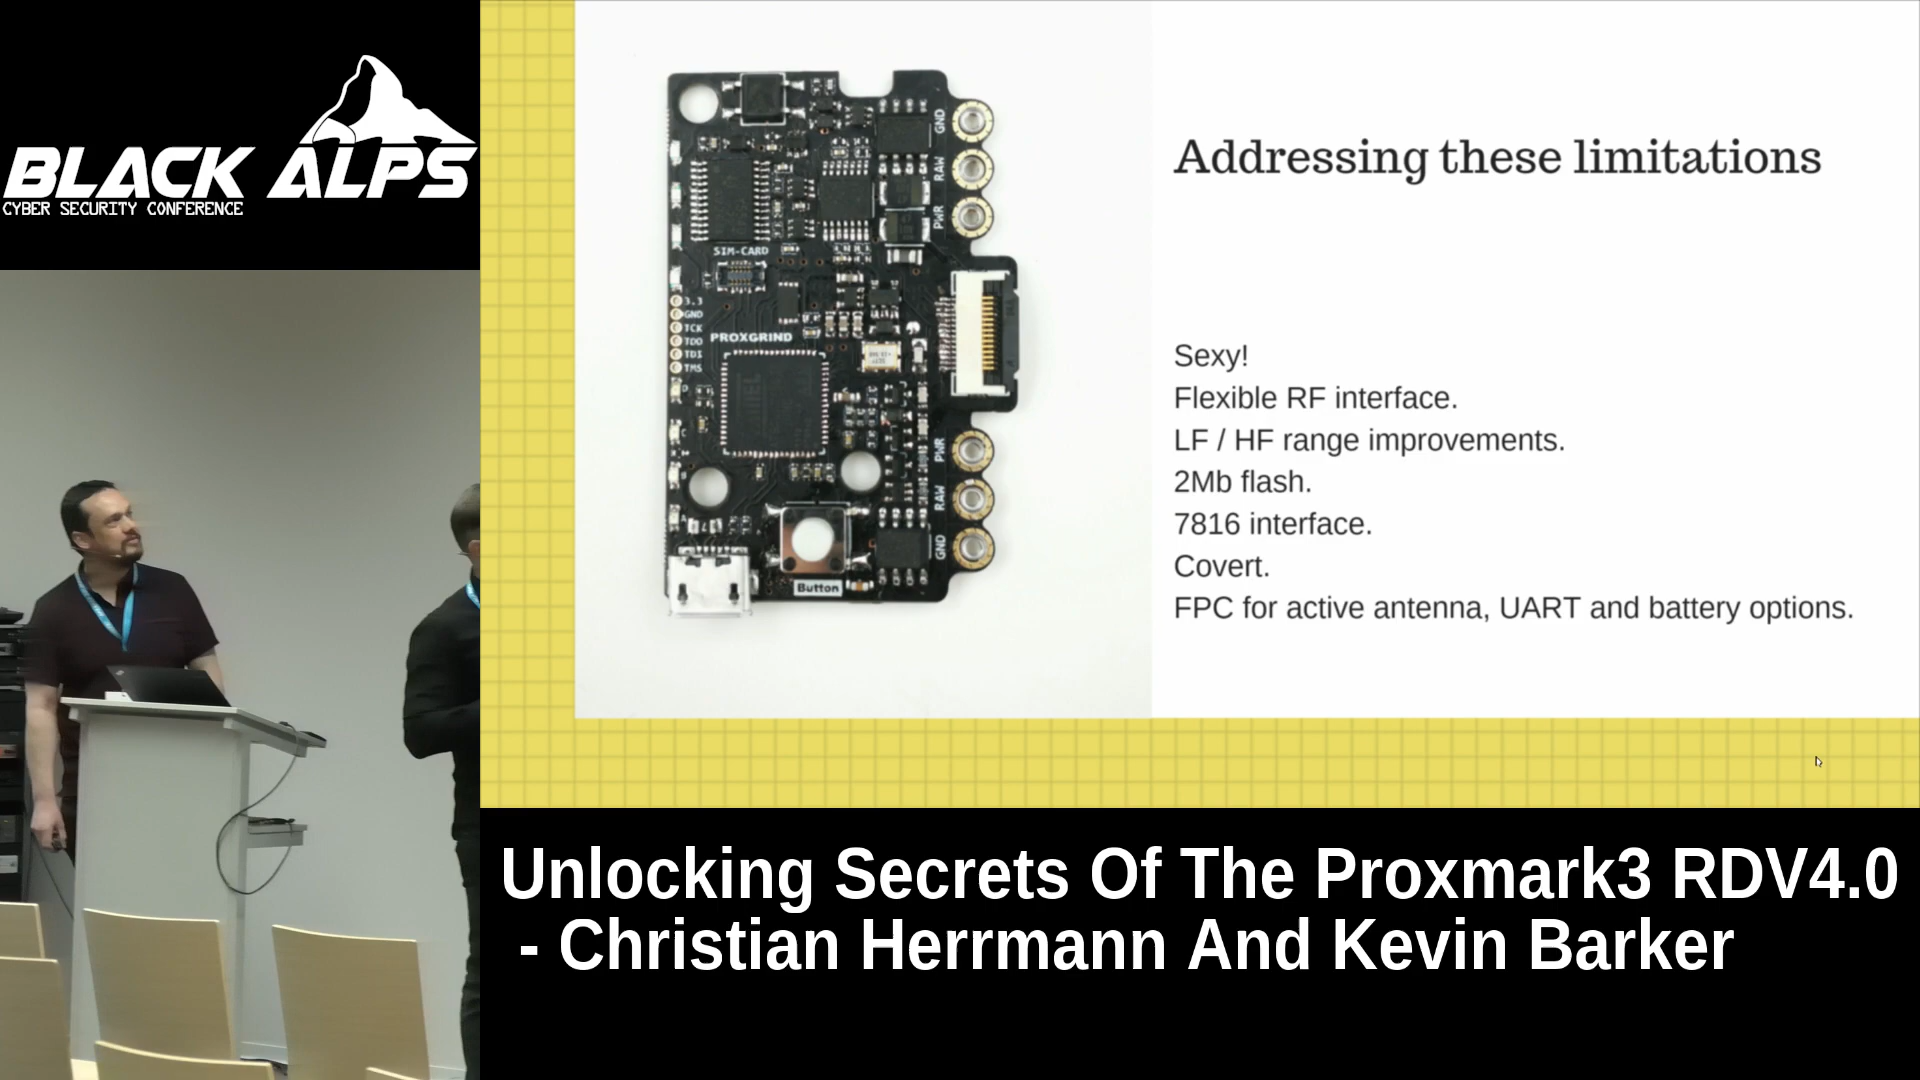 BLACK ALPS
CYBER SECURITY CONFERENCE
GND
RAW
PWR
SIM-CARD
3.3
GND
TCK
TDO
TDI
TMS
PROXGRIND
PWR
RAW
GND
Button
Addressing these limitations
Sexy!
Flexible RF interface.
LF / HF range improvements.
2Mb flash.
7816 interface.
Covert.
FPC for active antenna, UART and battery options.
Unlocking Secrets Of The Proxmark3 RDV4.0
- Christian Herrmann And Kevin Barker